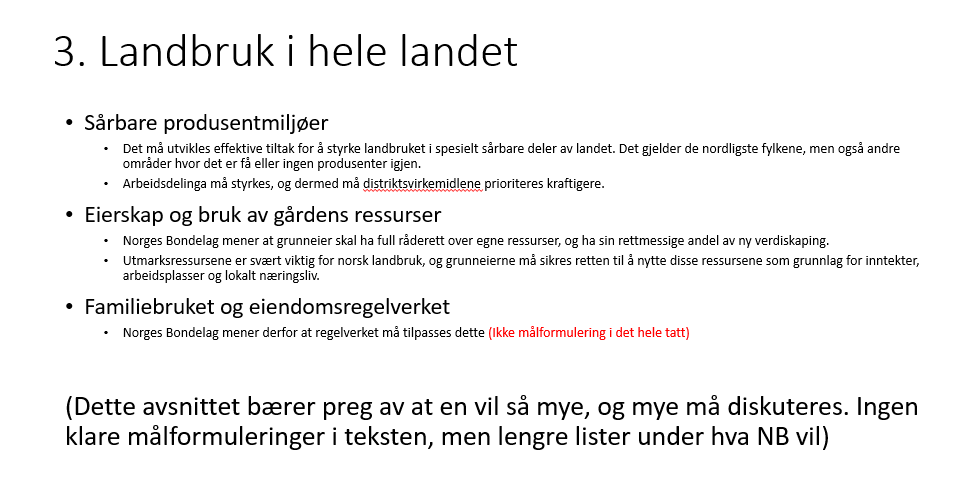 3. Landbruk i hele landet
• Sårbare produsentmiljøer
• Det må utvikles effektive tiltak for å styrke landbruket i spesielt sårbare deler av landet. Det gjelder de nordligste fylkene, men også andre
områder hvor det er få eller ingen produsenter igjen.
• Arbeidsdelinga må styrkes, og dermed må distriktsvirkemidlene prioriteres kraftigere.
• Eierskap og bruk av gårdens ressurser
• Norges Bondelag mener at grunneier skal ha full råderett over egne ressurser, og ha sin rettmessige andel av ny verdiskaping.
• Utmarksressursene er svært viktig for norsk landbruk, og grunneierne må sikres retten til å nytte disse ressursene som grunnlag for inntekter,
arbeidsplasser og lokalt næringsliv.
• Familiebruket og eiendomsregelverket
• Norges Bondelag mener derfor at regelverket må tilpasses dette (Ikke målformulering i det hele tatt)
(Dette avsnittet bærer preg av at en vil så mye, og mye må diskuteres. Ingen
klare målformuleringer i teksten, men lengre lister under hva NB vil)